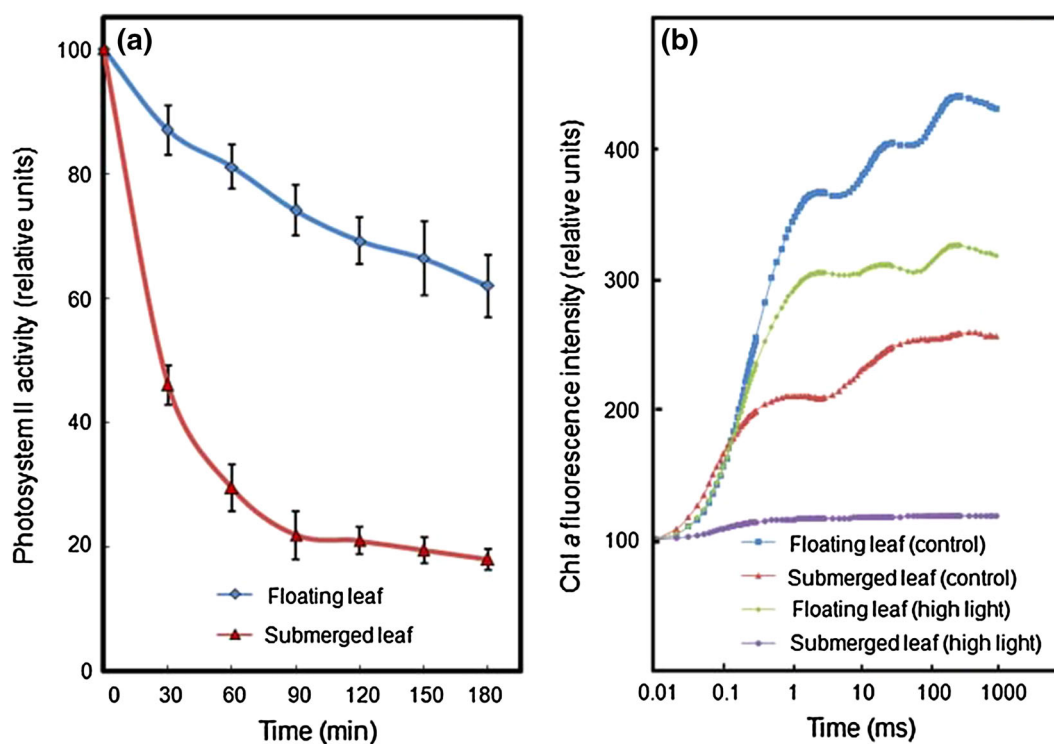 (a)
Photosystem II activity (relative units)
100
80
60
40
20
0
Floating leaf
Submerged leaf
0 30 60 90 120 150 180
Time (min)
(b)
Chl a fluorescence intensity (relative units)
400
300
200
100
Floating leaf (control)
Submerged leaf (control)
Floating leaf (high light)
Submerged leaf (high light)
0.01 0.1 1 10 100 1000
Time (ms)